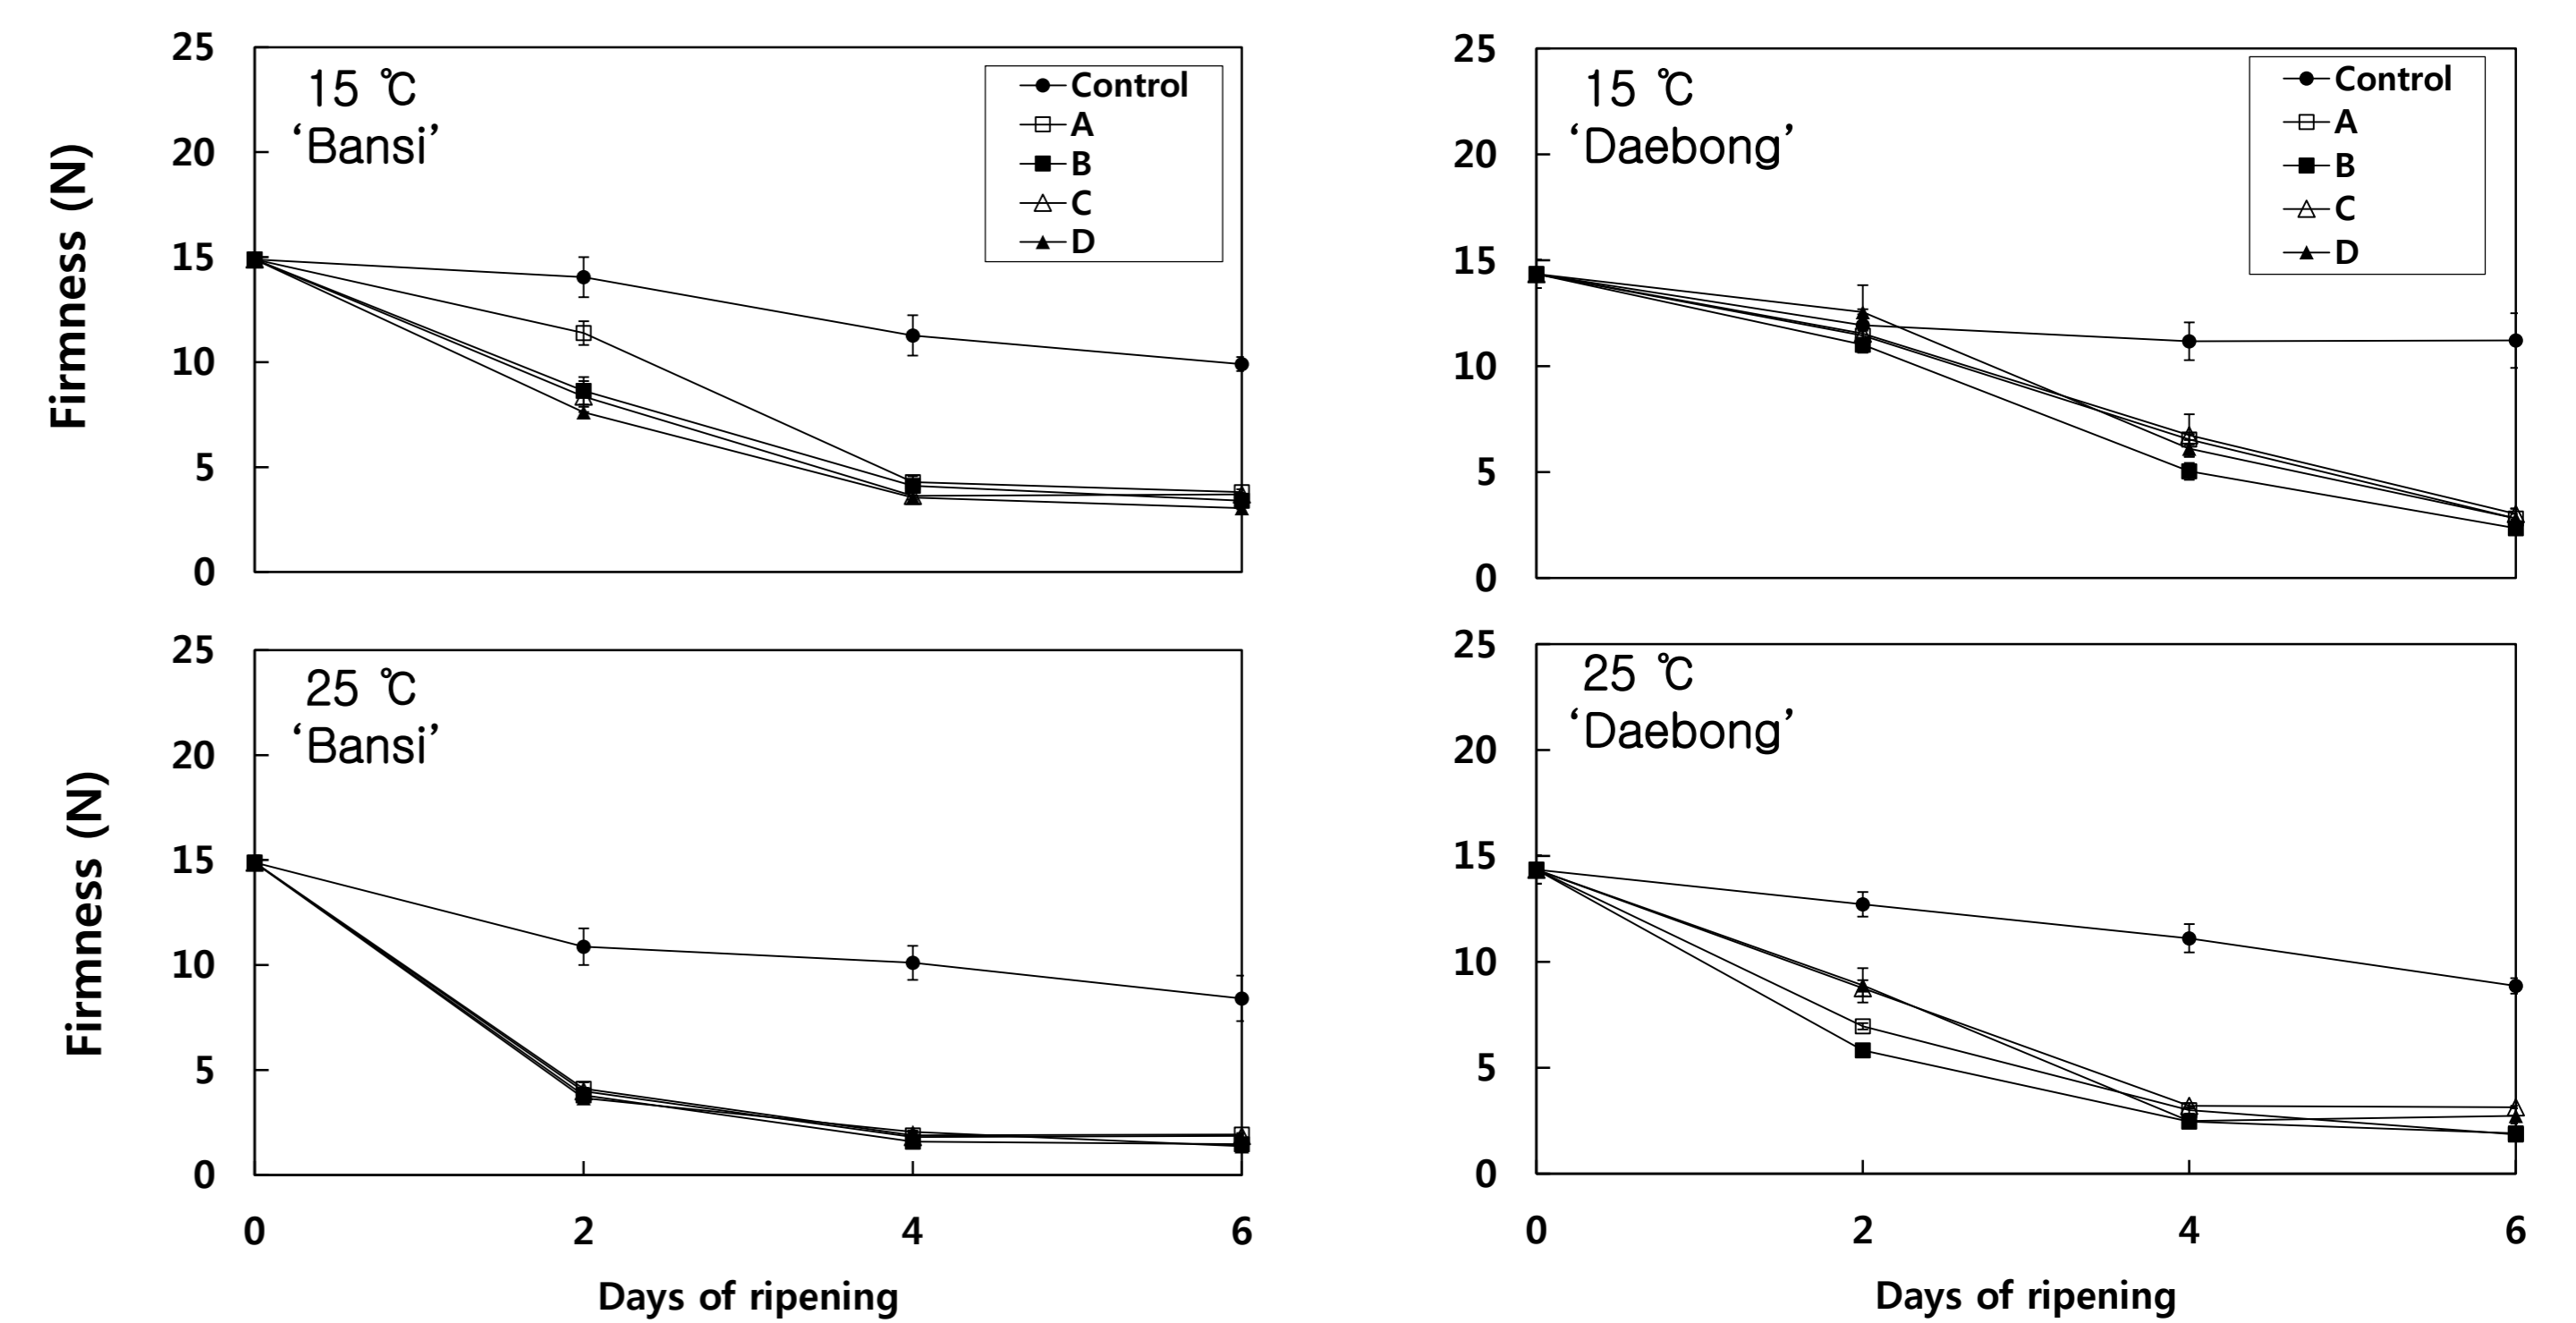 25
20
15
10
5
0
Firmness (N)
15 ℃
‘Bansi’
Control
A
B
C
D
25
20
15
10
5
0
15 ℃
‘Daebong’
Control
A
B
C
D
25
20
15
10
5
0
Firmness (N)
25 ℃
‘Bansi’
0 2 4 6
Days of ripening
25
20
15
10
5
0
25 ℃
‘Daebong’
0 2 4 6
Days of ripening